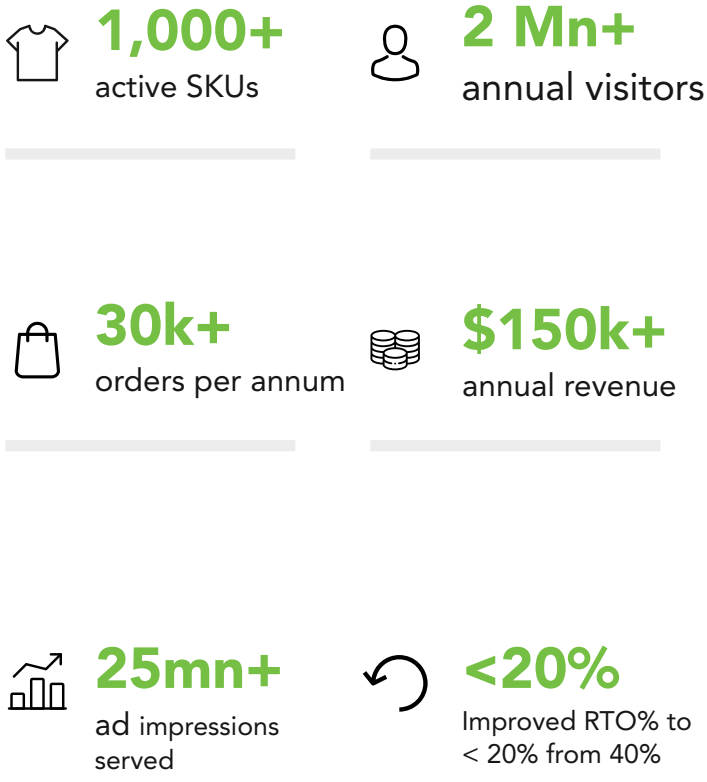 1,000+
active SKUs
2 Mn+
annual visitors
30k+
orders per annum
$150k+
annual revenue
25mn+
ad impressions
served
<20%
Improved RTO% to
< 20% from 40%